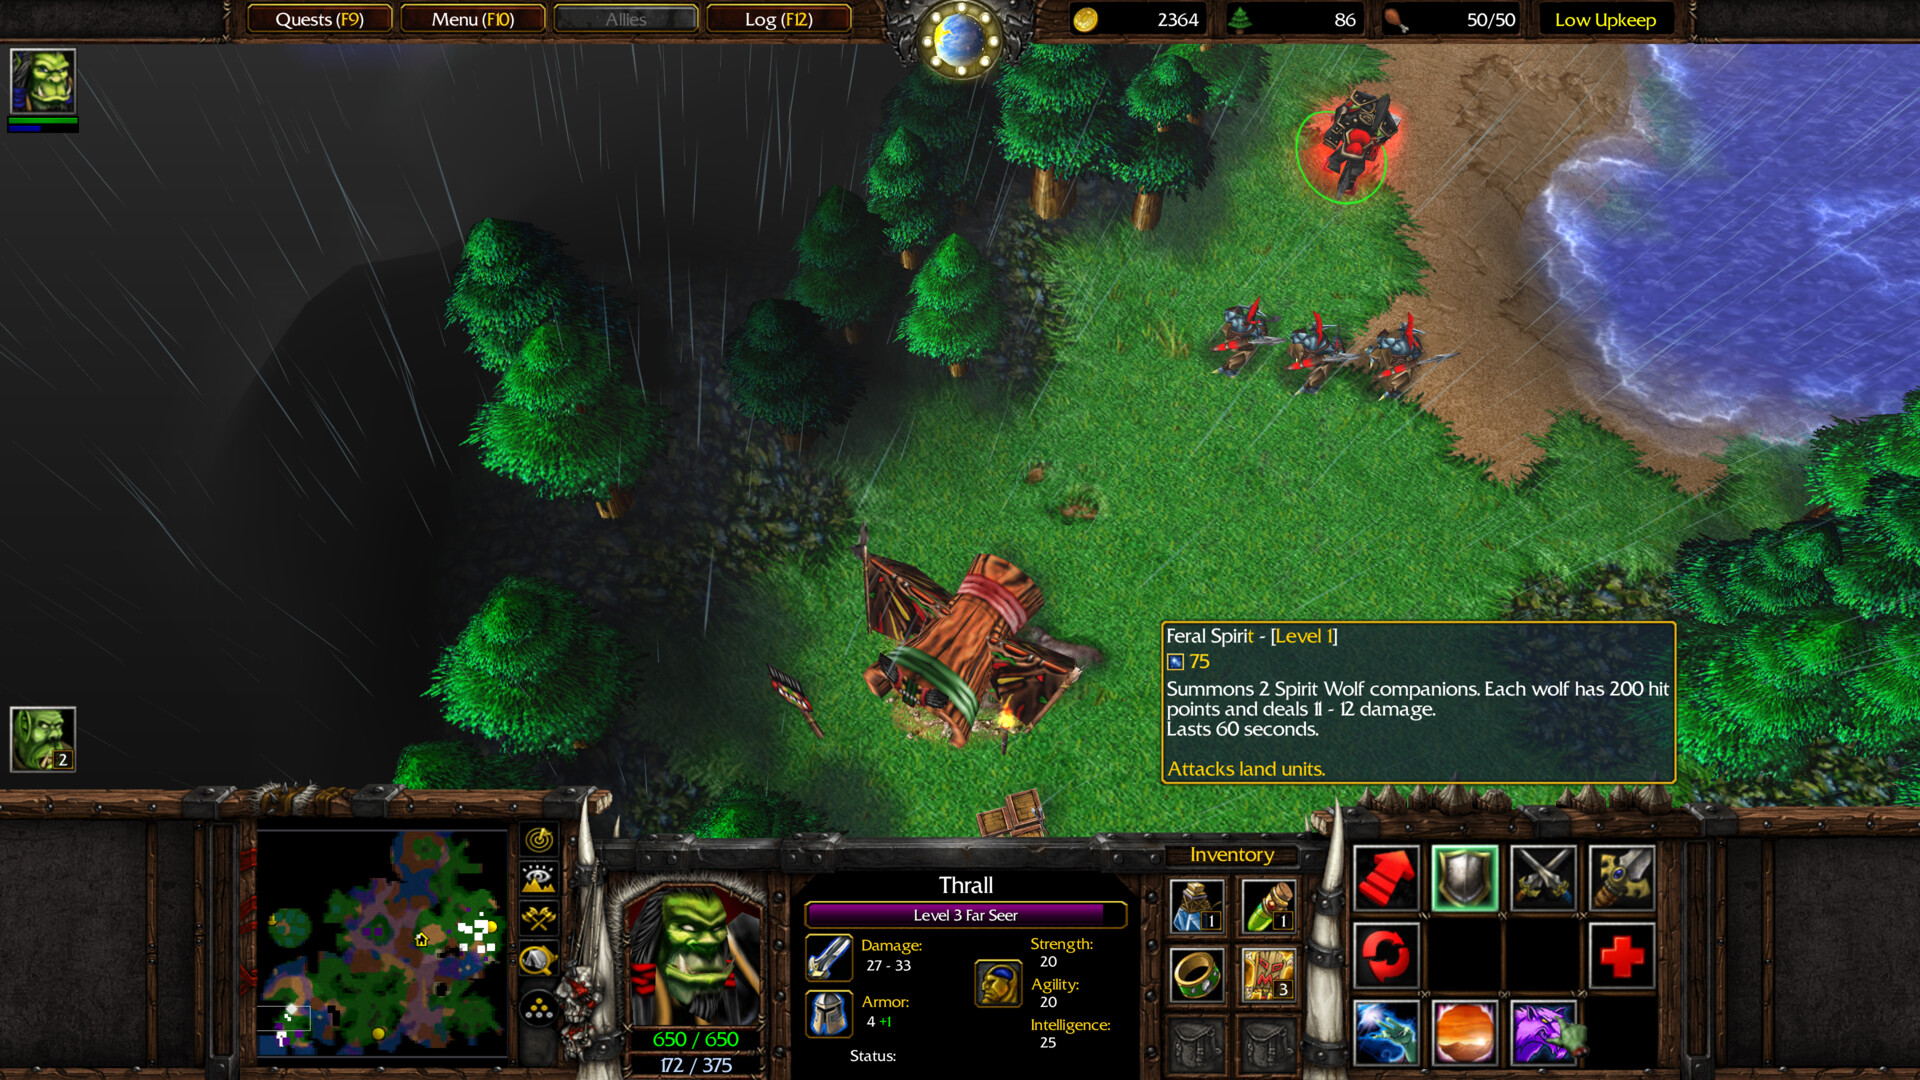 Quests (F9) Menu (F10) Allies Log (F12) 2364 86 50/50 Low Upkeep
Feral Spirit - [Level 1]
75
Summons 2 Spirit Wolf companions. Each wolf has 200 hit
points and deals 11 - 12 damage.
Lasts 60 seconds.
Attacks land units.
2
Inventory
Thrall
Level 3 Far Seer
Damage:
27 - 33
Armor:
4 +1
Status:
Strength:
20
Agility:
20
Intelligence:
25
1 1
3
650 / 650
172 / 375